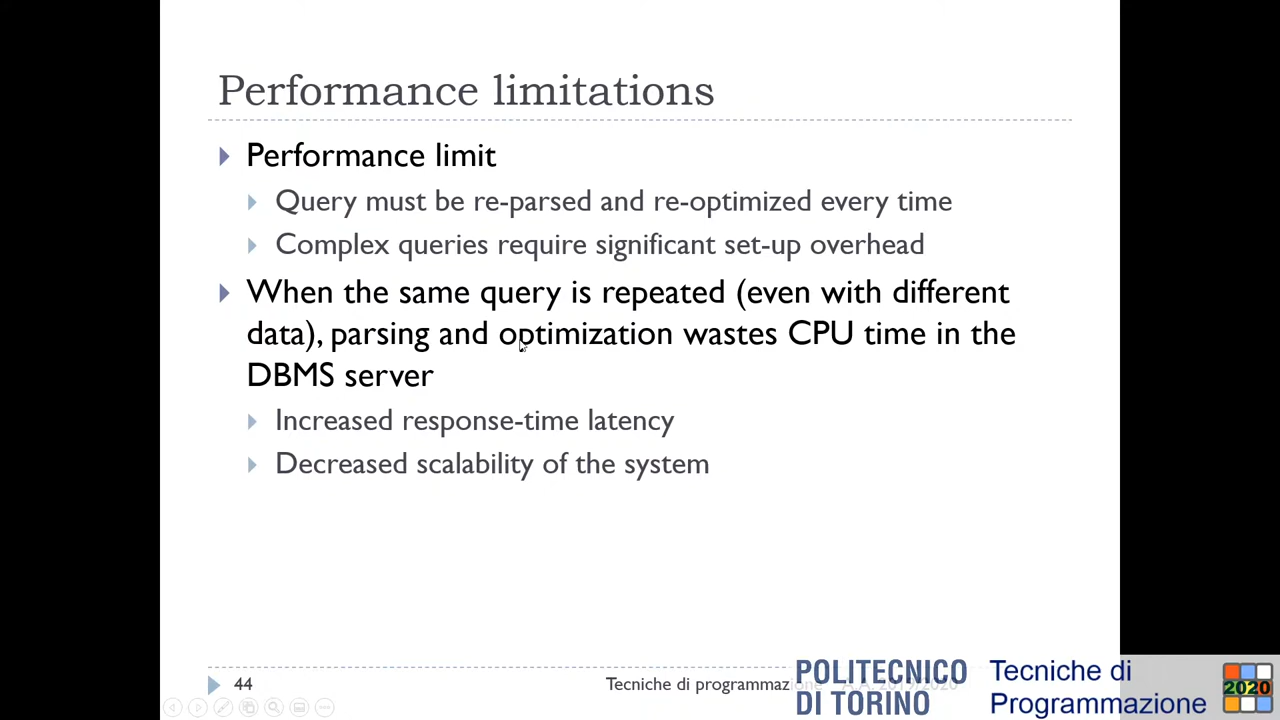 Performance limitations
Performance limit
Query must be re-parsed and re-optimized every time
Complex queries require significant set-up overhead
When the same query is repeated (even with different
data), parsing and optimization wastes CPU time in the
DBMS server
Increased response-time latency
Decreased scalability of the system
44
Tecniche di programmazione A.A. 2019/2020
POLITECNICO
DI TORINO
Tecniche di
Programmazione
2020